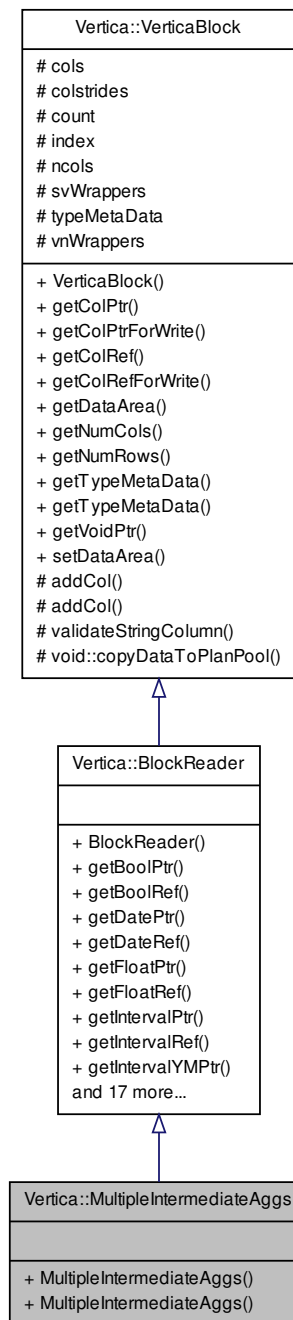 Vertica::VerticaBlock
# cols
# colstrides
# count
# index
# ncols
# svWrappers
# typeMetaData
# vnWrappers
+ VerticaBlock()
+ getColPtr()
+ getColPtrForWrite()
+ getColRef()
+ getColRefForWrite()
+ getDataArea()
+ getNumCols()
+ getNumRows()
+ getTypeMetaData()
+ getTypeMetaData()
+ getVoidPtr()
+ setDataArea()
# addCol()
# addCol()
# validateStringColumn()
# void::copyDataToPlanPool()
Vertica::BlockReader
+ BlockReader()
+ getBoolPtr()
+ getBoolRef()
+ getDatePtr()
+ getDateRef()
+ getFloatPtr()
+ getFloatRef()
+ getIntervalPtr()
+ getIntervalRef()
+ getIntervalYMPtr()
and 17 more...
Vertica::MultipleIntermediateAggs
+ MultipleIntermediateAggs()
+ MultipleIntermediateAggs()